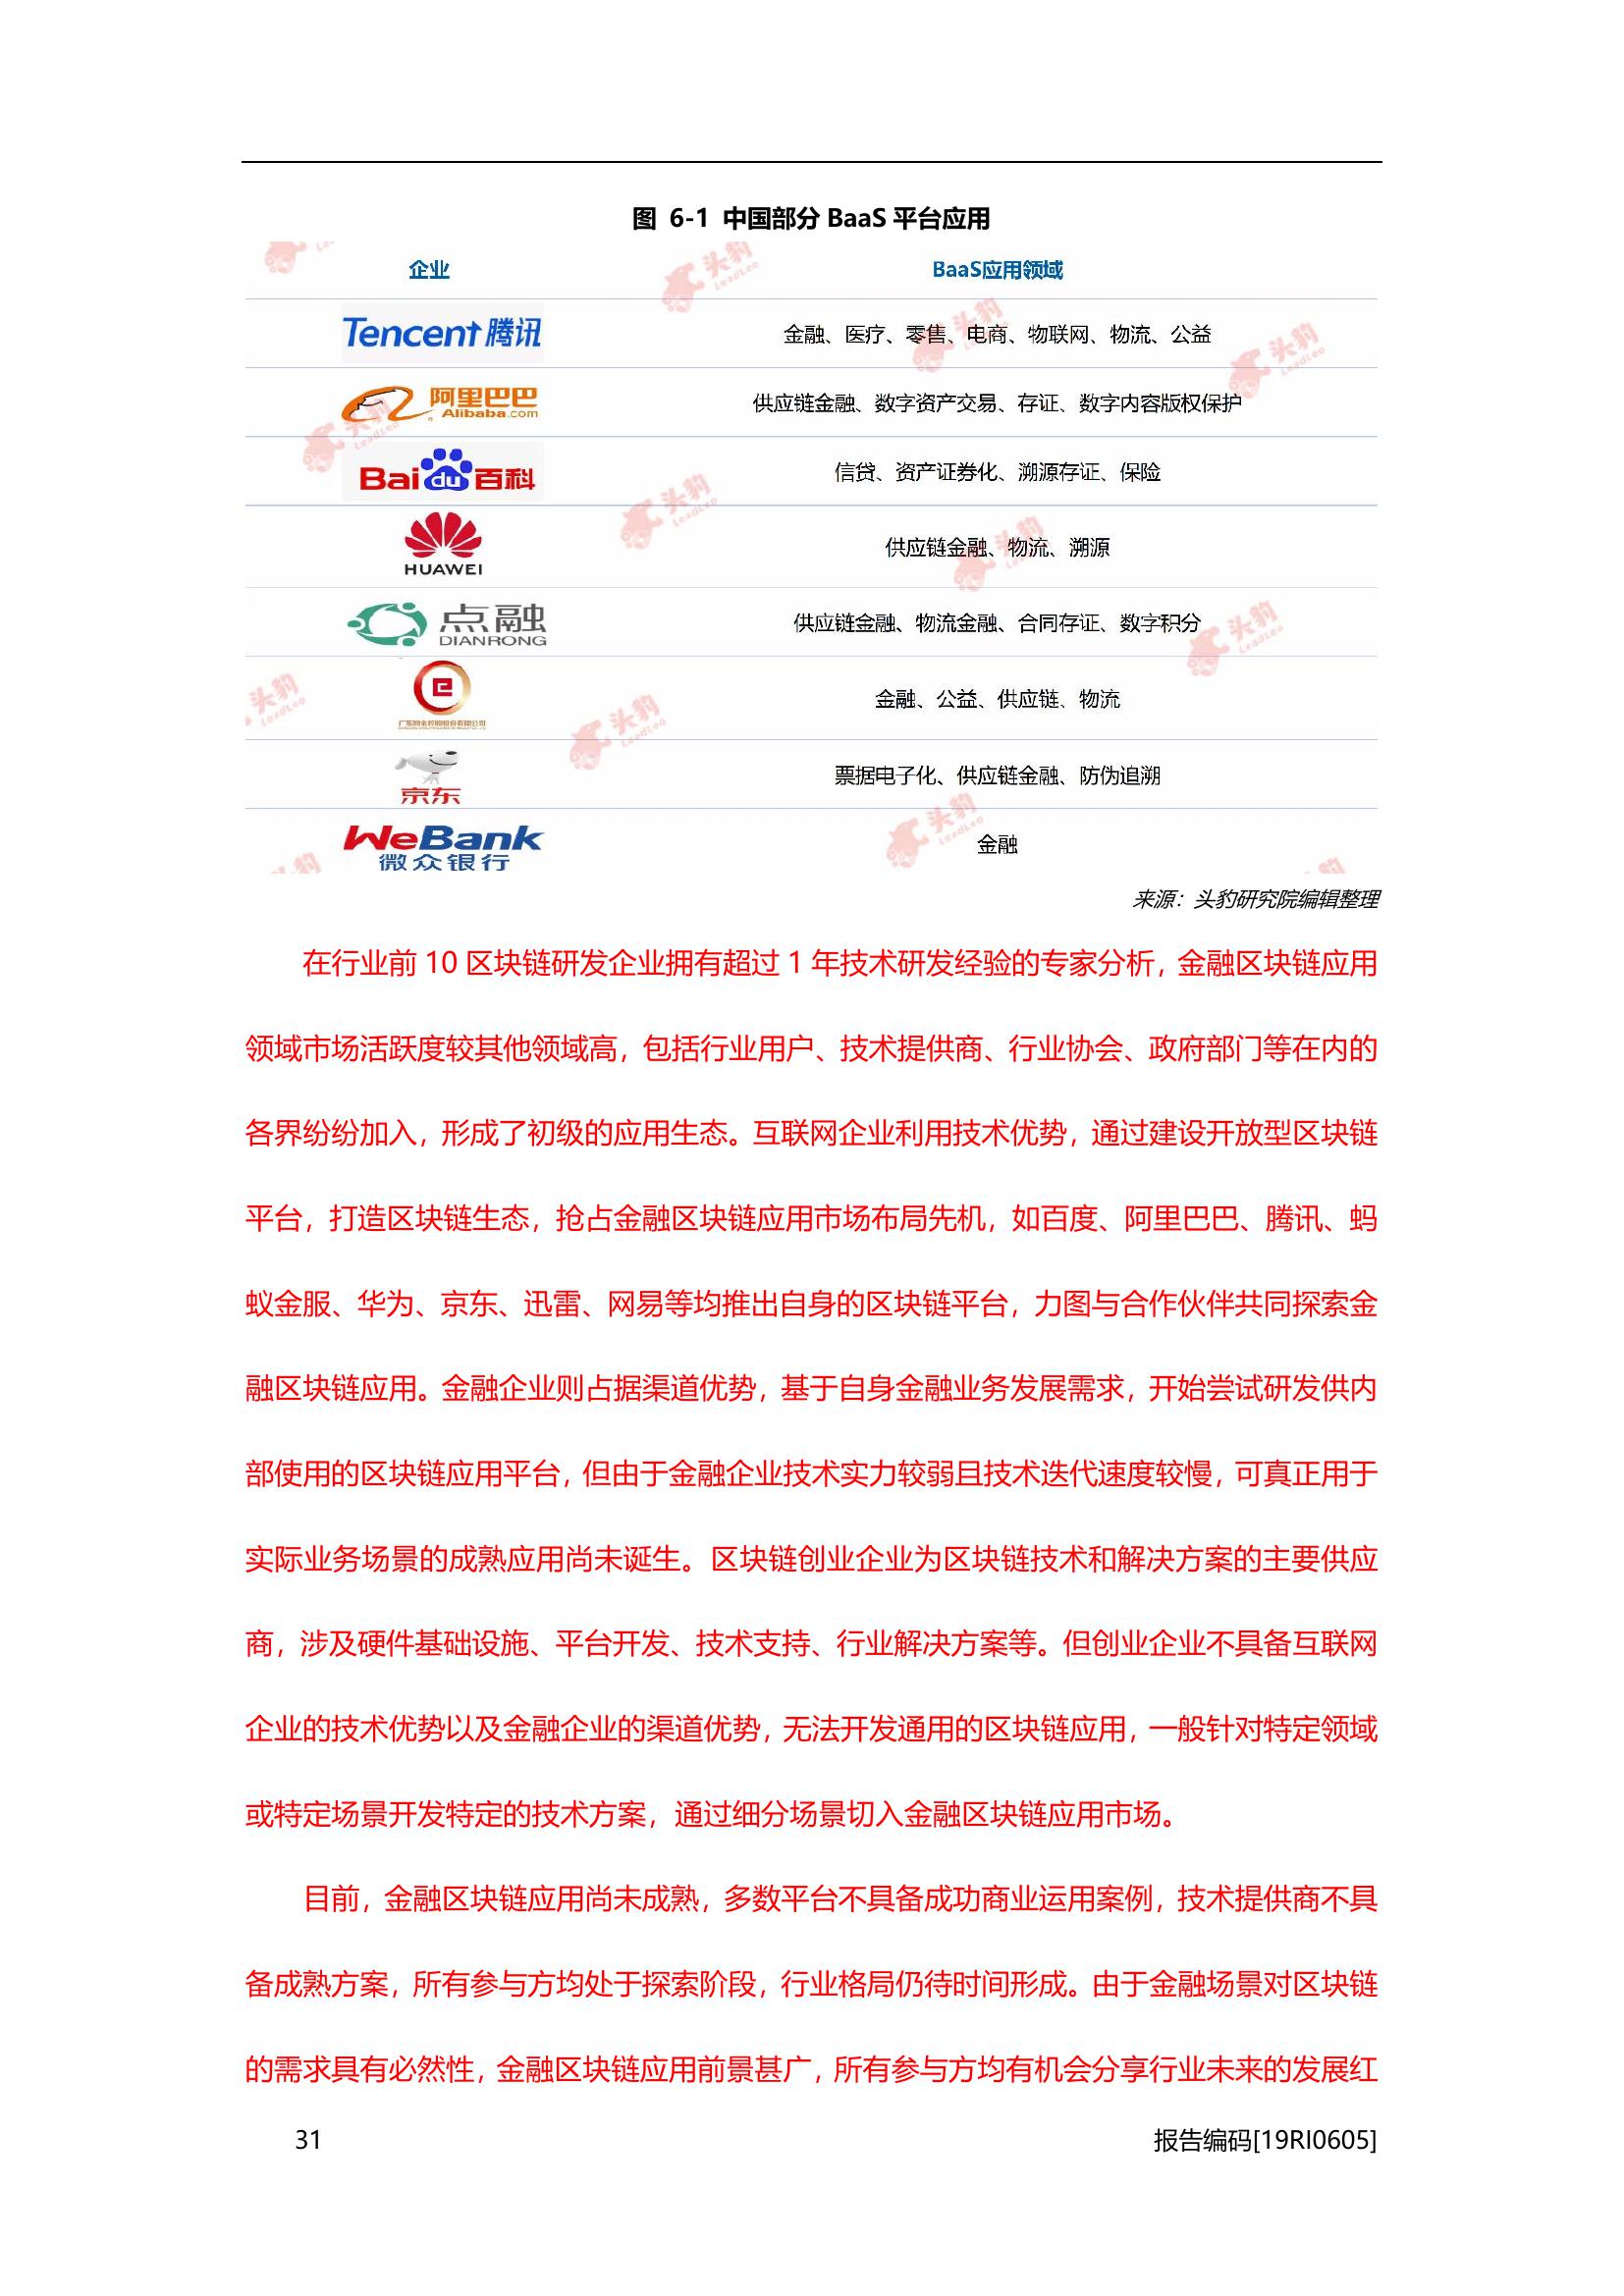 图 6-1 中国部分 BaaS 平台应用
企业 BaaS应用领域
Tencent 腾讯 金融、医疗、零售、电商、物联网、物流、公益
阿里巴巴 Alibaba.com 供应链金融、数字资产交易、存证、数字内容版权保护
Bai du 百科 信贷、资产证券化、溯源存证、保险
HUAWEI 供应链金融、物流、溯源
点融 DIANRONG 供应链金融、物流金融、合同存证、数字积分
金融、公益、供应链、物流
京东 票据电子化、供应链金融、防伪追溯
WeBank 微众银行 金融
头豹 LeadLeo
来源：头豹研究院编辑整理
在行业前 10 区块链研发企业拥有超过 1 年技术研发经验的专家分析，金融区块链应用
领域市场活跃度较其他领域高，包括行业用户、技术提供商、行业协会、政府部门等在内的
各界纷纷加入，形成了初级的应用生态。互联网企业利用技术优势，通过建设开放型区块链
平台，打造区块链生态，抢占金融区块链应用市场布局先机，如百度、阿里巴巴、腾讯、蚂
蚁金服、华为、京东、迅雷、网易等均推出自身的区块链平台，力图与合作伙伴共同探索金
融区块链应用。金融企业则占据渠道优势，基于自身金融业务发展需求，开始尝试研发供内
部使用的区块链应用平台，但由于金融企业技术实力较弱且技术迭代速度较慢，可真正用于
实际业务场景的成熟应用尚未诞生。区块链创业企业为区块链技术和解决方案的主要供应
商，涉及硬件基础设施、平台开发、技术支持、行业解决方案等。但创业企业不具备互联网
企业的技术优势以及金融企业的渠道优势，无法开发通用的区块链应用，一般针对特定领域
或特定场景开发特定的技术方案，通过细分场景切入金融区块链应用市场。
目前，金融区块链应用尚未成熟，多数平台不具备成功商业运用案例，技术提供商不具
备成熟方案，所有参与方均处于探索阶段，行业格局仍待时间形成。由于金融场景对区块链
的需求具有必然性，金融区块链应用前景甚广，所有参与方均有机会分享行业未来的发展红
31 报告编码[19RI0605]